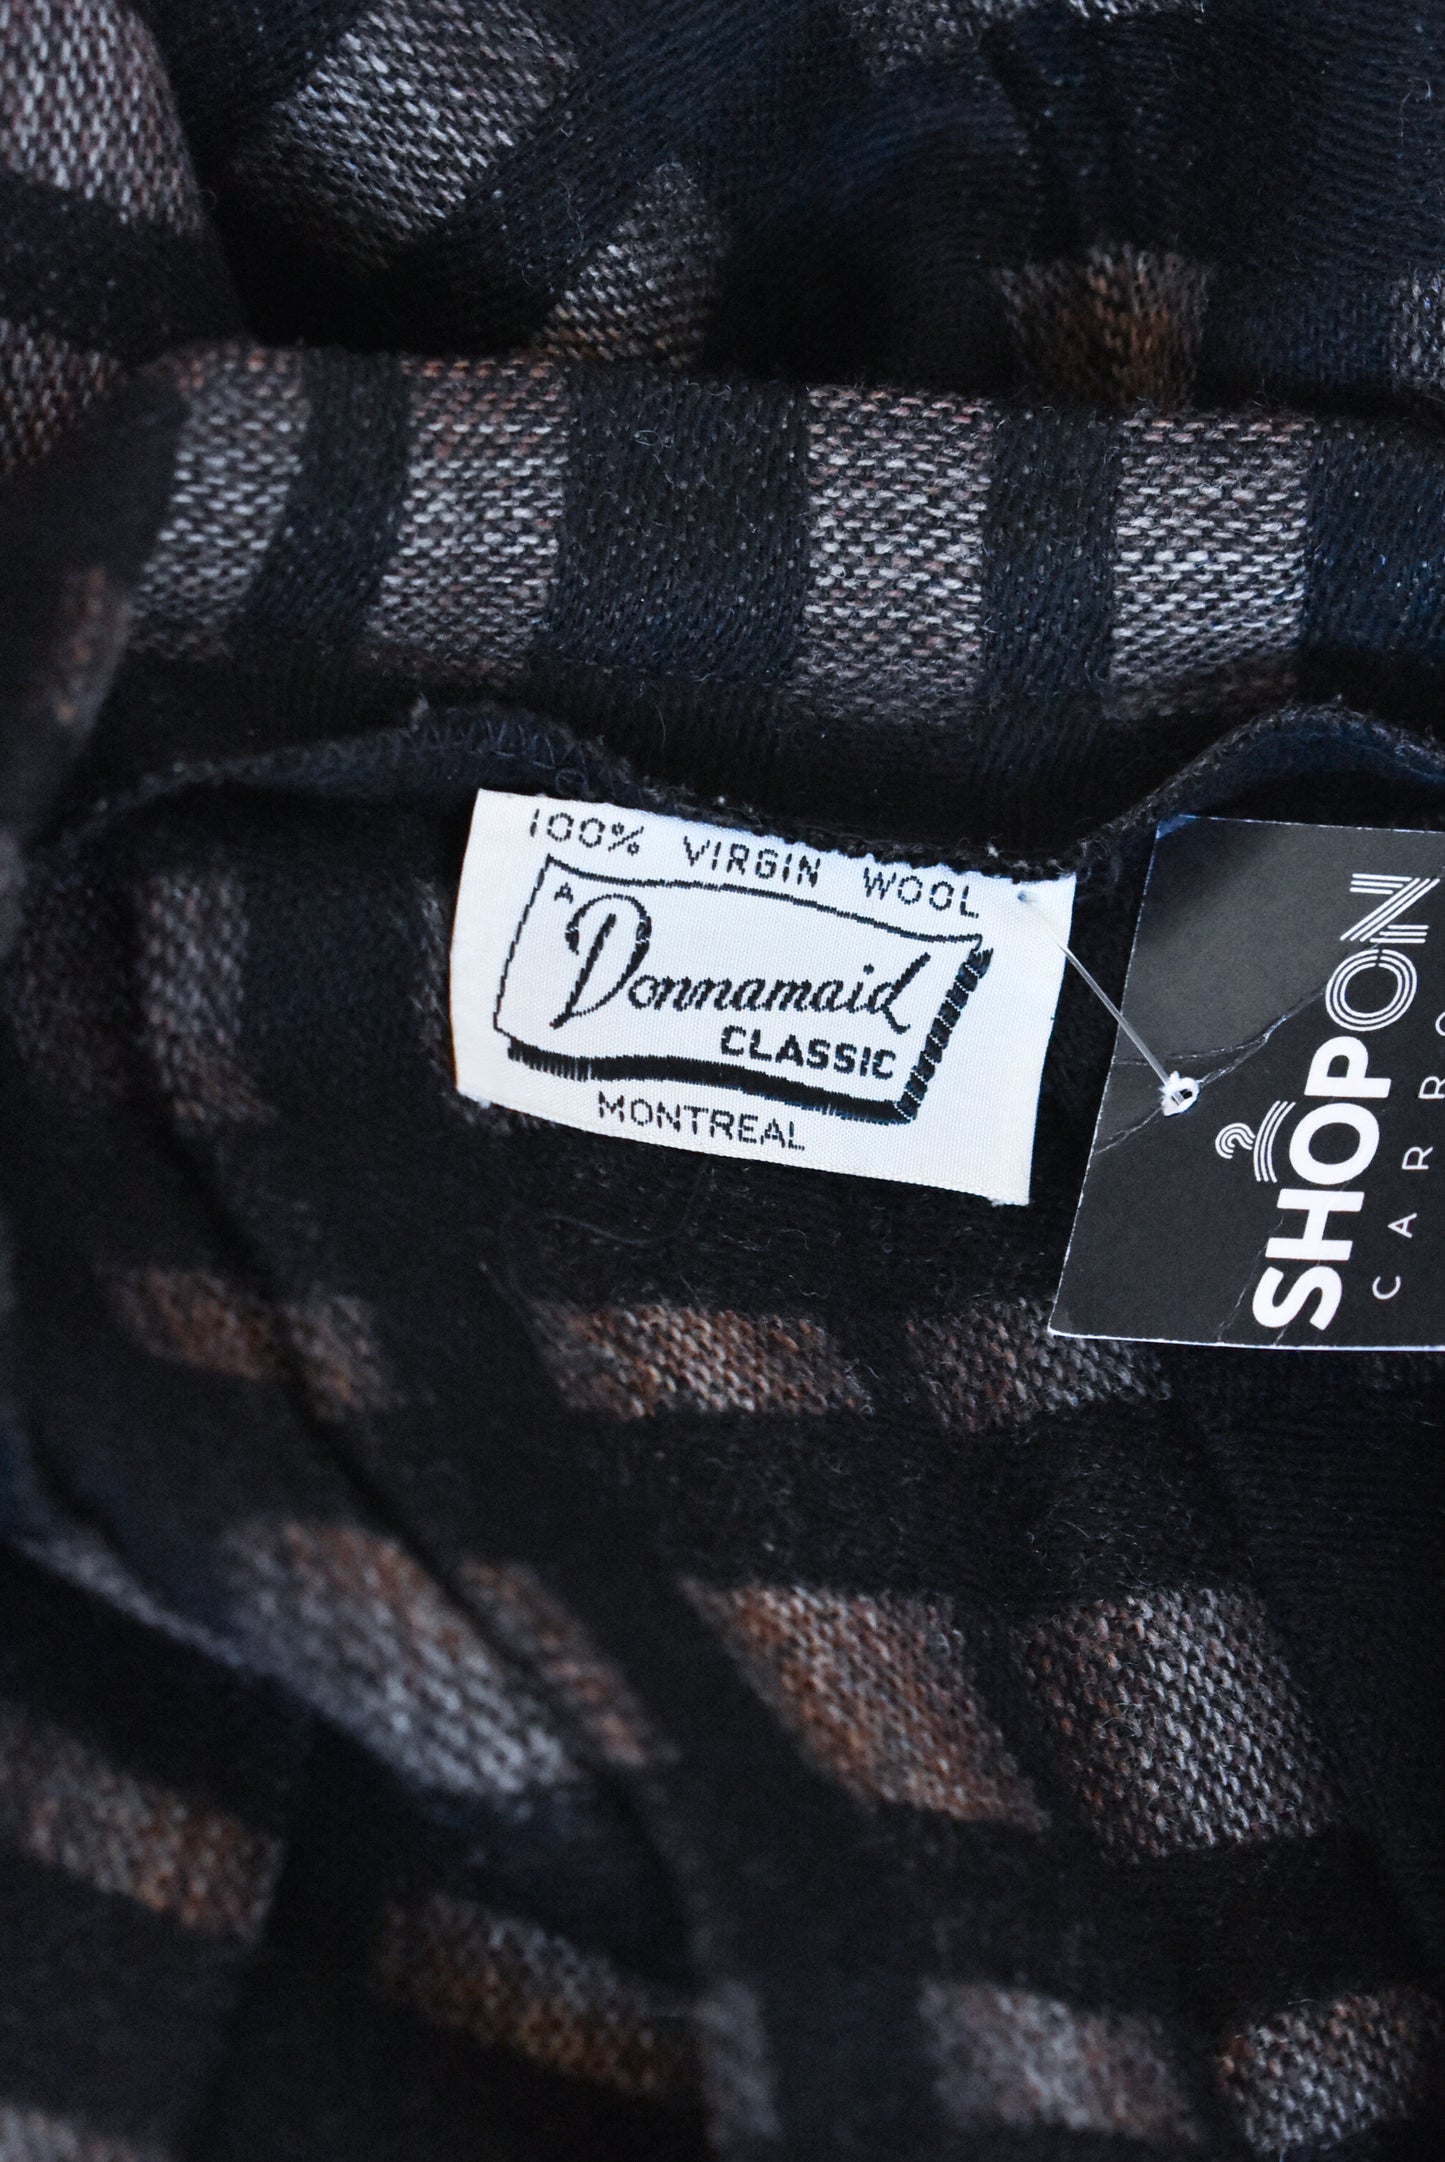 100% VIRGIN WOOL
A Donnamaid
CLASSIC
MONTREAL
SHOPON